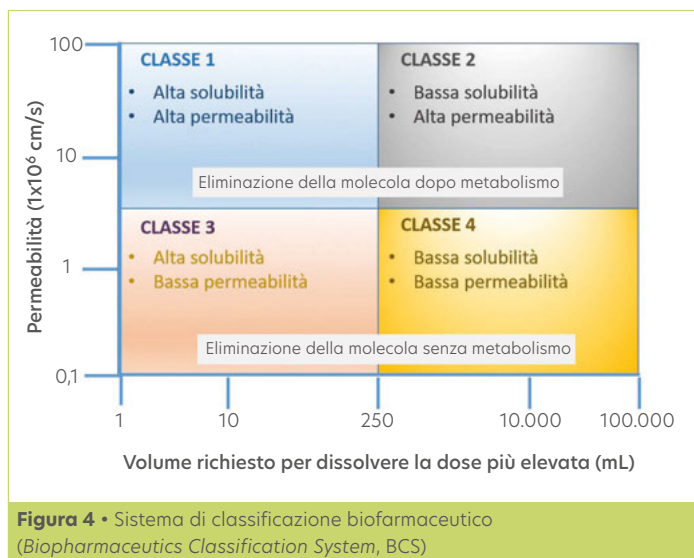 Permeabilità (1x10⁶ cm/s)
100
10
1
0,1
CLASSE 1
• Alta solubilità
• Alta permeabilità
CLASSE 2
• Bassa solubilità
• Alta permeabilità
Eliminazione della molecola dopo metabolismo
CLASSE 3
• Alta solubilità
• Bassa permeabilità
CLASSE 4
• Bassa solubilità
• Bassa permeabilità
Eliminazione della molecola senza metabolismo
1 10 250 10.000 100.000
Volume richiesto per dissolvere la dose più elevata (mL)
Figura 4 • Sistema di classificazione biofarmaceutico
(Biopharmaceutics Classification System, BCS)